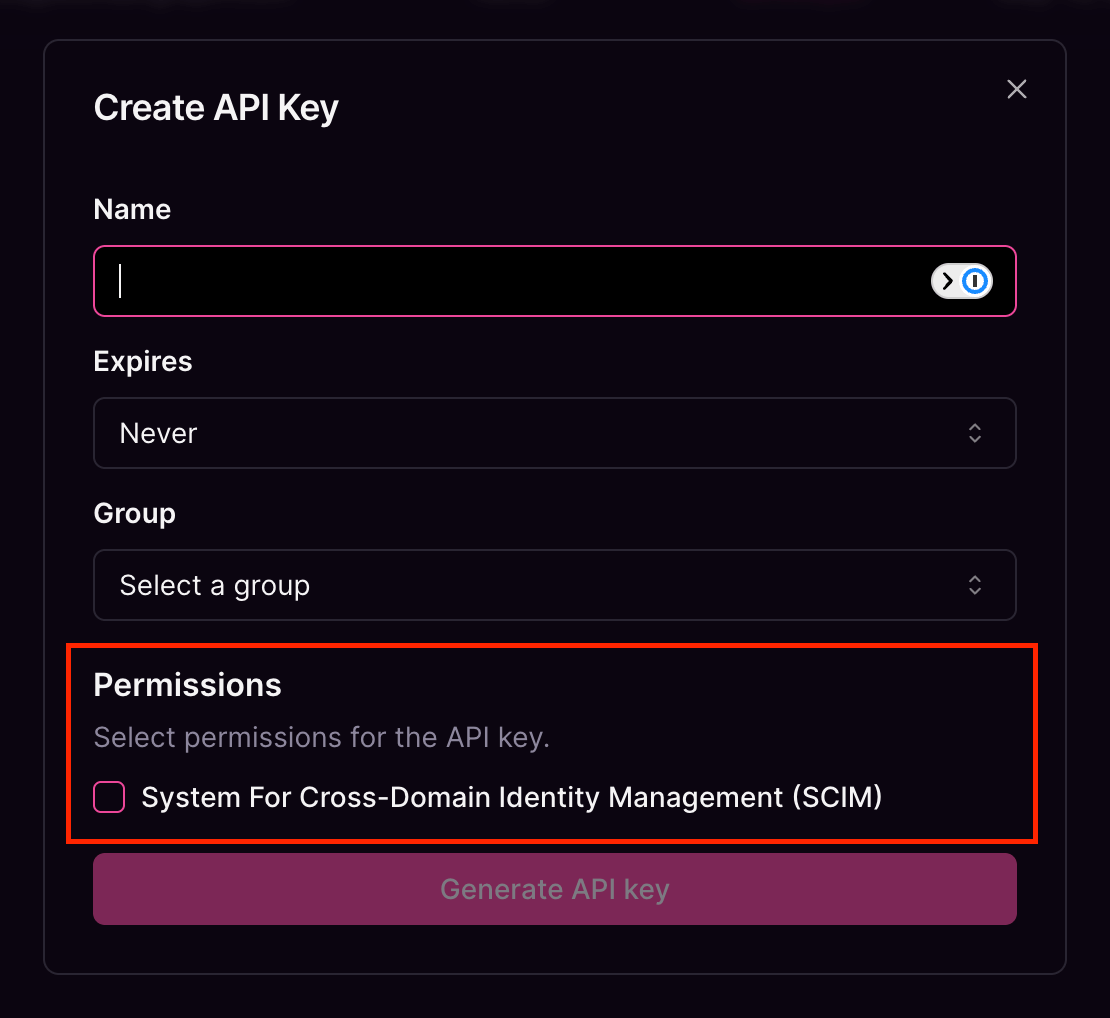 Create API Key
Name
Expires
Never
Group
Select a group
Permissions
Select permissions for the API key.
System For Cross-Domain Identity Management (SCIM)
Generate API key